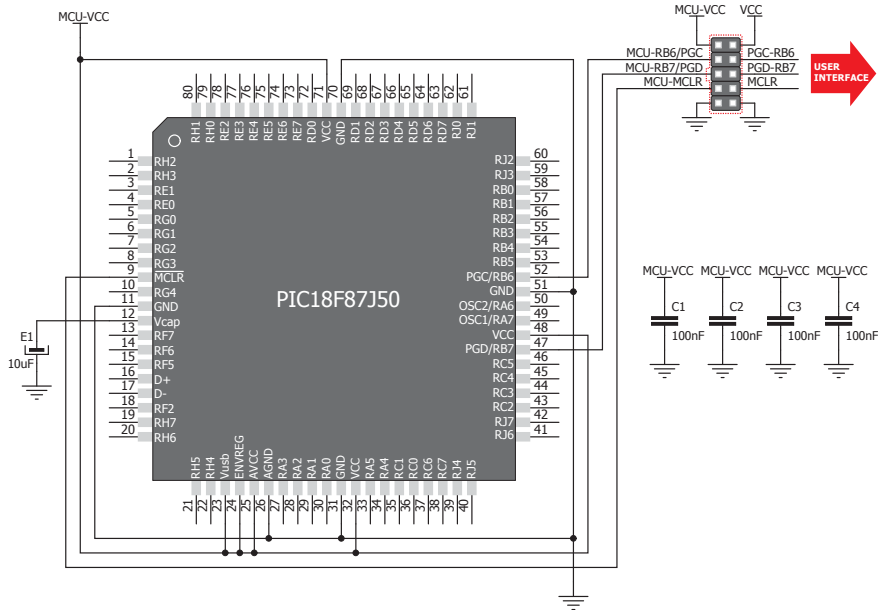 MCU-VCC
MCU-VCC VCC
MCU-RB6/PGC PGC-RB6
MCU-RB7/PGD PGD-RB7
MCU-MCLR MCLR
USER
INTERFACE
80 79 78 77 76 75 74 73 72 71 70 69 68 67 66 65 64 63 62 61
RH1 RH0 RE2 RE3 RE4 RE5 RE6 RE7 RD0 VCC GND RD1 RD2 RD3 RD4 RD5 RD6 RD7 RJ0 RJ1
1 RH2
2 RH3
3 RE1
4 RE0
5 RG0
6 RG1
7 RG2
8 RG3
9 MCLR
10 RG4
11 GND
12 Vcap
13 RF7
14 RF6
15 RF5
16 D+
17 D-
18 RF2
19 RH7
20 RH6
PIC18F87J50
RJ2 60
RJ3 59
RB0 58
RB1 57
RB2 56
RB3 55
RB4 54
RB5 53
PGC/RB6 52
GND 51
OSC2/RA6 50
OSC1/RA7 49
VCC 48
PGD/RB7 47
RC5 46
RC4 45
RC3 44
RC2 43
RJ7 42
RJ6 41
RH5 RH4 Vusb ENVREG AVCC AGND RA3 RA2 RA1 RA0 GND VCC RA5 RA4 RC1 RC0 RC6 RC7 RJ4 RJ5
21 22 23 24 25 26 27 28 29 30 31 32 33 34 35 36 37 38 39 40
E1
10uF
MCU-VCC MCU-VCC MCU-VCC MCU-VCC
C1 C2 C3 C4
100nF 100nF 100nF 100nF